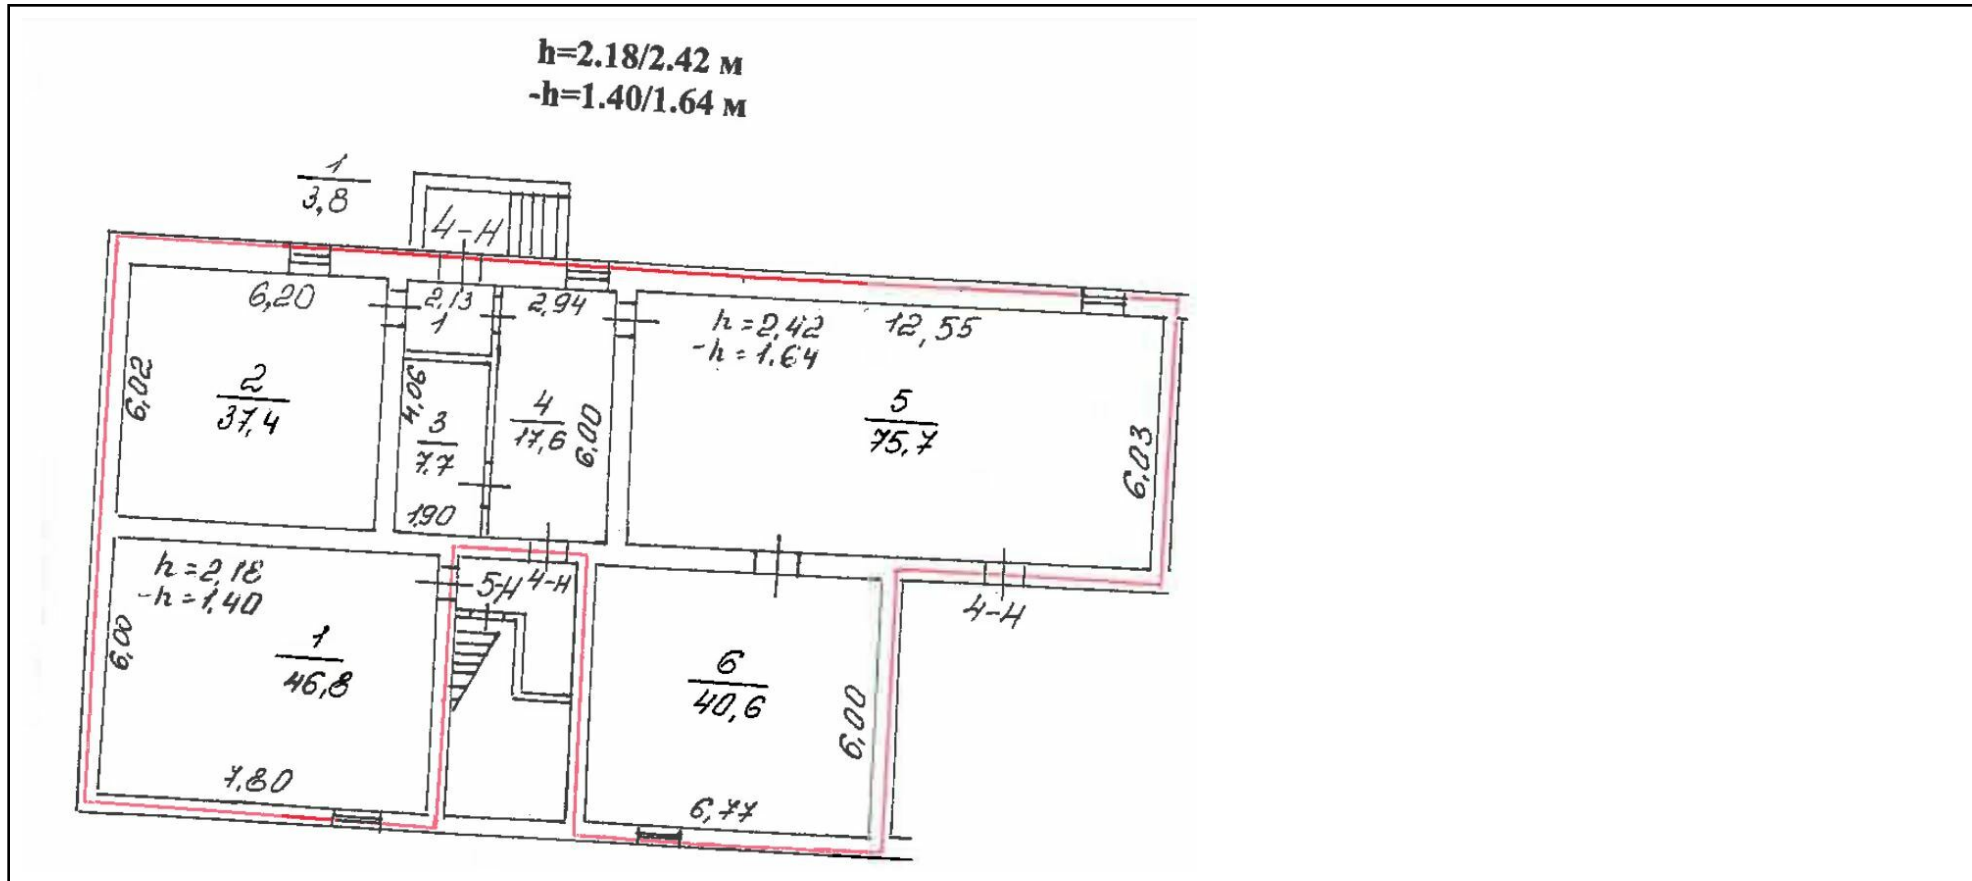 h=2.18/2.42 м
-h=1.40/1.64 м
1
3,8
4-Н
6,20
2,13
1
2,94
h=2,42
-h=1.64
12,55
6,02
2
37,4
4,06
3
7.7
1,90
4
17,6
6,00
5
75,7
6,03
h=2,18
-h=1,40
5-Н
4-Н
4-Н
6,00
1
46,8
6
40,6
6,00
7,80
6,77